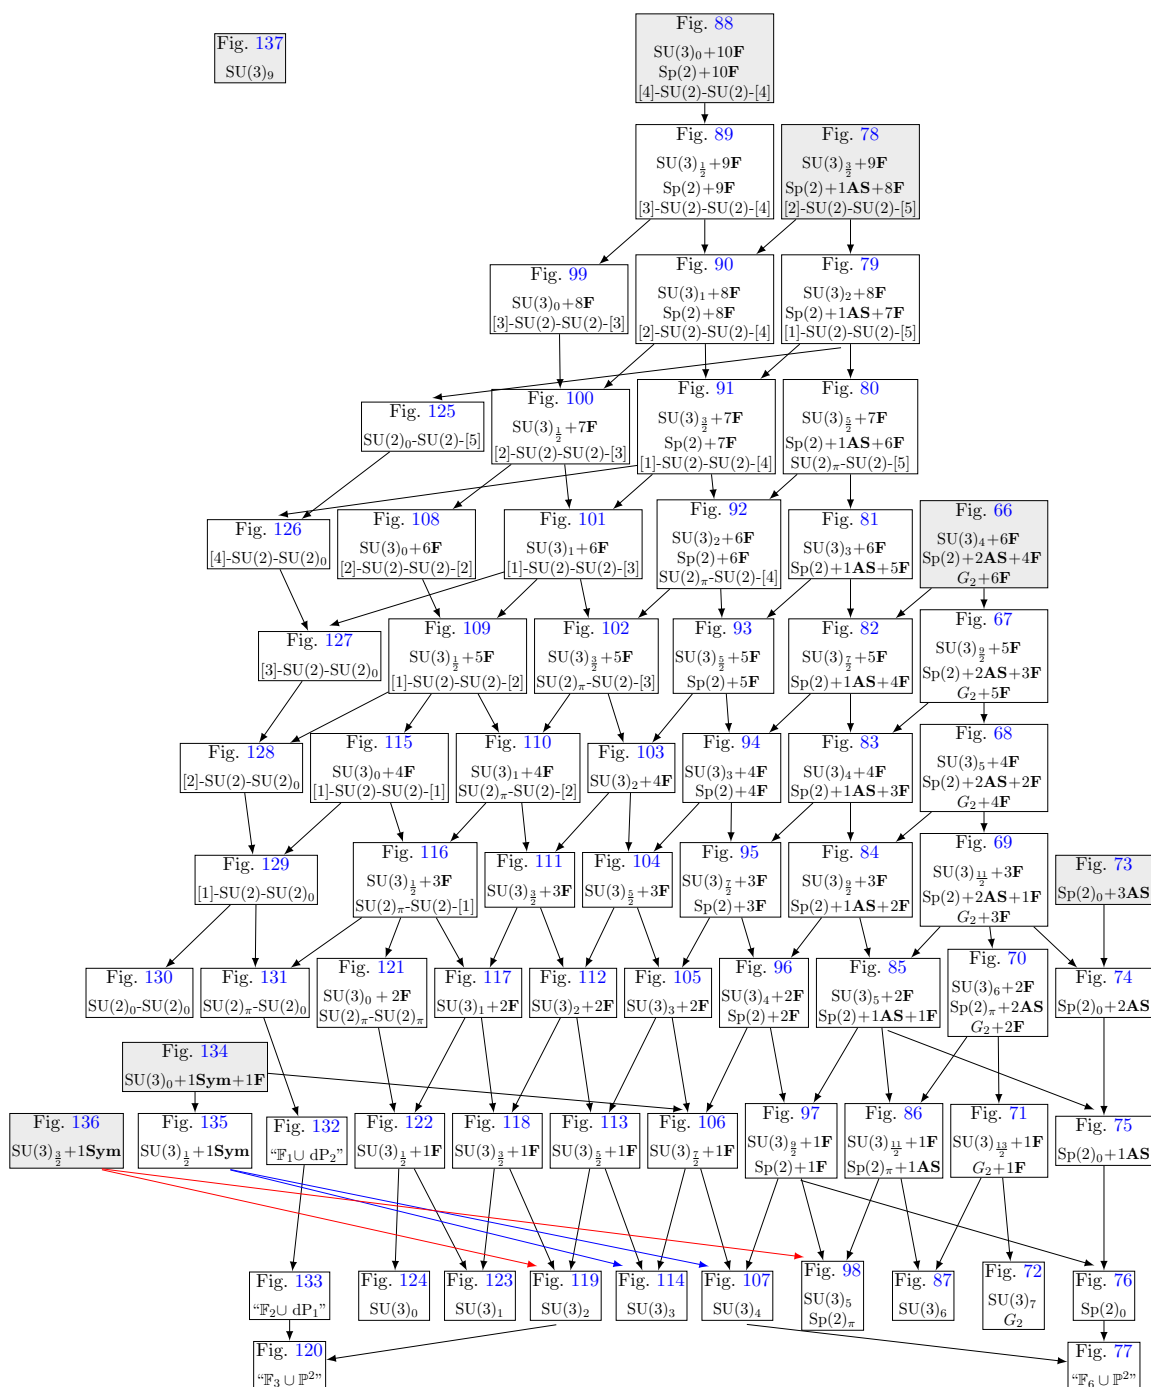 Fig. 88
SU(3)₀+10F
Sp(2)+10F
[4]-SU(2)-SU(2)-[4]
Fig. 137
SU(3)₉
Fig. 89
SU(3)_{1/2}+9F
Sp(2)+9F
[3]-SU(2)-SU(2)-[4]
Fig. 78
SU(3)_{3/2}+9F
Sp(2)+1AS+8F
[2]-SU(2)-SU(2)-[5]
Fig. 99
SU(3)₀+8F
[3]-SU(2)-SU(2)-[3]
Fig. 90
SU(3)₁+8F
Sp(2)+8F
[2]-SU(2)-SU(2)-[4]
Fig. 79
SU(3)₂+8F
Sp(2)+1AS+7F
[1]-SU(2)-SU(2)-[5]
Fig. 125
SU(2)₀-SU(2)-[5]
Fig. 100
SU(3)_{1/2}+7F
[2]-SU(2)-SU(2)-[3]
Fig. 91
SU(3)_{3/2}+7F
Sp(2)+7F
[1]-SU(2)-SU(2)-[4]
Fig. 80
SU(3)_{5/2}+7F
Sp(2)+1AS+6F
SU(2)_π-SU(2)-[5]
Fig. 126
[4]-SU(2)-SU(2)₀
Fig. 108
SU(3)₀+6F
[2]-SU(2)-SU(2)-[2]
Fig. 101
SU(3)₁+6F
[1]-SU(2)-SU(2)-[3]
Fig. 92
SU(3)₂+6F
Sp(2)+6F
SU(2)_π-SU(2)-[4]
Fig. 81
SU(3)₃+6F
Sp(2)+1AS+5F
Fig. 66
SU(3)₄+6F
Sp(2)+2AS+4F
G₂+6F
Fig. 127
[3]-SU(2)-SU(2)₀
Fig. 109
SU(3)_{1/2}+5F
[1]-SU(2)-SU(2)-[2]
Fig. 102
SU(3)_{3/2}+5F
SU(2)_π-SU(2)-[3]
Fig. 93
SU(3)_{5/2}+5F
Sp(2)+5F
Fig. 82
SU(3)_{7/2}+5F
Sp(2)+1AS+4F
Fig. 67
SU(3)_{9/2}+5F
Sp(2)+2AS+3F
G₂+5F
Fig. 128
[2]-SU(2)-SU(2)₀
Fig. 115
SU(3)₀+4F
[1]-SU(2)-SU(2)-[1]
Fig. 110
SU(3)₁+4F
SU(2)_π-SU(2)-[2]
Fig. 103
SU(3)₂+4F
Fig. 94
SU(3)₃+4F
Sp(2)+4F
Fig. 83
SU(3)₄+4F
Sp(2)+1AS+3F
Fig. 68
SU(3)₅+4F
Sp(2)+2AS+2F
G₂+4F
Fig. 129
[1]-SU(2)-SU(2)₀
Fig. 116
SU(3)_{1/2}+3F
SU(2)_π-SU(2)-[1]
Fig. 111
SU(3)_{3/2}+3F
Fig. 104
SU(3)_{5/2}+3F
Fig. 95
SU(3)_{7/2}+3F
Sp(2)+3F
Fig. 84
SU(3)_{9/2}+3F
Sp(2)+1AS+2F
Fig. 69
SU(3)_{11/2}+3F
Sp(2)+2AS+1F
G₂+3F
Fig. 73
Sp(2)₀+3AS
Fig. 130
SU(2)₀-SU(2)₀
Fig. 131
SU(2)_π-SU(2)₀
Fig. 121
SU(3)₀ + 2F
SU(2)_π-SU(2)_π
Fig. 117
SU(3)₁+2F
Fig. 112
SU(3)₂+2F
Fig. 105
SU(3)₃+2F
Fig. 96
SU(3)₄+2F
Sp(2)+2F
Fig. 85
SU(3)₅+2F
Sp(2)+1AS+1F
Fig. 70
SU(3)₆+2F
Sp(2)_π+2AS
G₂+2F
Fig. 74
Sp(2)₀+2AS
Fig. 134
SU(3)₀+1Sym+1F
Fig. 136
SU(3)_{3/2}+1Sym
Fig. 135
SU(3)_{1/2}+1Sym
Fig. 132
“𝔽₁∪ dP₂”
Fig. 122
SU(3)_{1/2}+1F
Fig. 118
SU(3)_{3/2}+1F
Fig. 113
SU(3)_{5/2}+1F
Fig. 106
SU(3)_{7/2}+1F
Fig. 97
SU(3)_{9/2}+1F
Sp(2)+1F
Fig. 86
SU(3)_{11/2}+1F
Sp(2)_π+1AS
Fig. 71
SU(3)_{13/2}+1F
G₂+1F
Fig. 75
Sp(2)₀+1AS
Fig. 133
“𝔽₂∪ dP₁”
Fig. 124
SU(3)₀
Fig. 123
SU(3)₁
Fig. 119
SU(3)₂
Fig. 114
SU(3)₃
Fig. 107
SU(3)₄
Fig. 98
SU(3)₅
Sp(2)_π
Fig. 87
SU(3)₆
Fig. 72
SU(3)₇
G₂
Fig. 76
Sp(2)₀
Fig. 120
“𝔽₃ ∪ ℙ²”
Fig. 77
“𝔽₆ ∪ ℙ²”